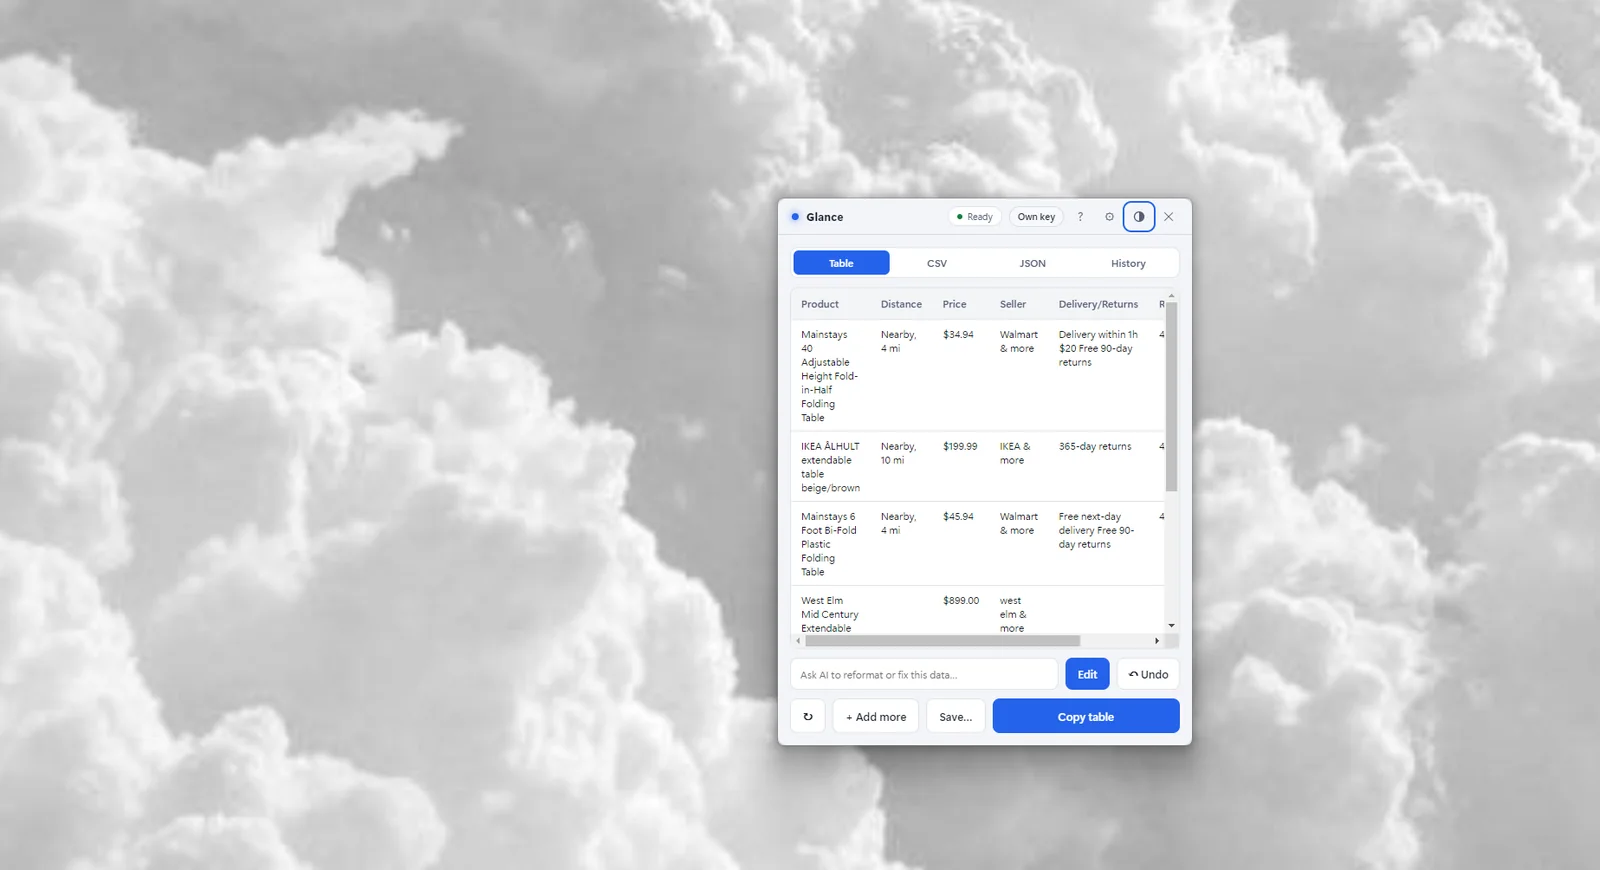 Glance
Ready
Own key
?
Table
CSV
JSON
History
Product Distance Price Seller Delivery/Returns R
Mainstays Nearby, $34.94 Walmart Delivery within 1h 4
40 4 mi & more $20 Free 90-day
Adjustable returns
Height Fold-
in-Half
Folding
Table
IKEA ÅLHULT Nearby, $199.99 IKEA & 365-day returns 4
extendable 10 mi more
table
beige/brown
Mainstays 6 Nearby, $45.94 Walmart Free next-day 4
Foot Bi-Fold 4 mi & more delivery Free 90-
Plastic day returns
Folding
Table
West Elm $899.00 west
Mid Century elm &
Extendable more
Ask AI to reformat or fix this data...
Edit
↶ Undo
↻
+ Add more
Save...
Copy table